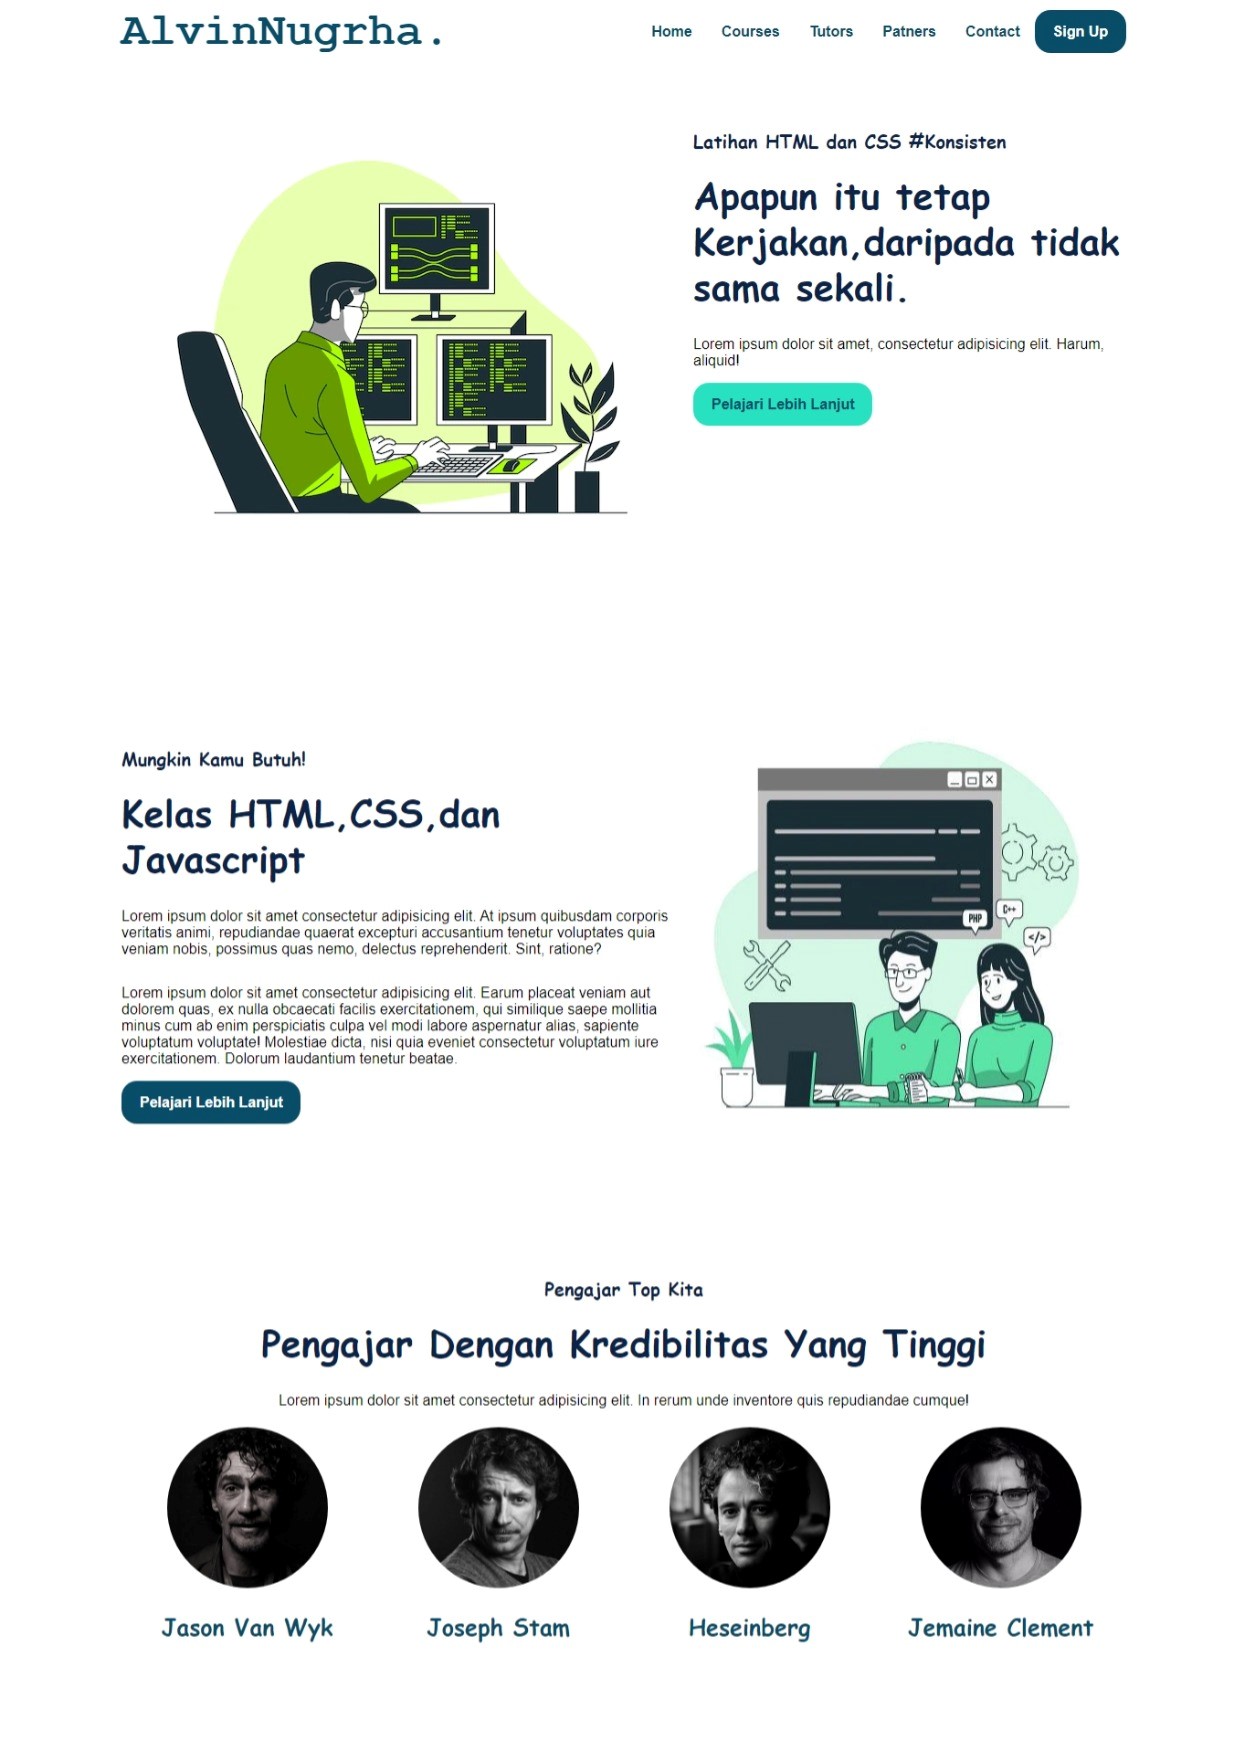 AlvinNugrha.
Home Courses Tutors Patners Contact Sign Up
Latihan HTML dan CSS #Konsisten
Apapun itu tetap
Kerjakan,daripada tidak
sama sekali.
Lorem ipsum dolor sit amet, consectetur adipisicing elit. Harum,
aliquid!
Pelajari Lebih Lanjut
Mungkin Kamu Butuh!
Kelas HTML,CSS,dan
Javascript
Lorem ipsum dolor sit amet consectetur adipisicing elit. At ipsum quibusdam corporis
veritatis animi, repudiandae quaerat excepturi accusantium tenetur voluptates quia
veniam nobis, possimus quas nemo, delectus reprehenderit. Sint, ratione?
Lorem ipsum dolor sit amet consectetur adipisicing elit. Earum placeat veniam aut
dolorem quas, ex nulla obcaecati facilis exercitationem, qui similique saepe mollitia
minus cum ab enim perspiciatis culpa vel modi labore aspernatur alias, sapiente
voluptatum voluptate! Molestiae dicta, nisi quia eveniet consectetur voluptatum iure
exercitationem. Dolorum laudantium tenetur beatae.
Pelajari Lebih Lanjut
PHP
C++
</>
Pengajar Top Kita
Pengajar Dengan Kredibilitas Yang Tinggi
Lorem ipsum dolor sit amet consectetur adipisicing elit. In rerum unde inventore quis repudiandae cumque!
Jason Van Wyk
Joseph Stam
Heseinberg
Jemaine Clement